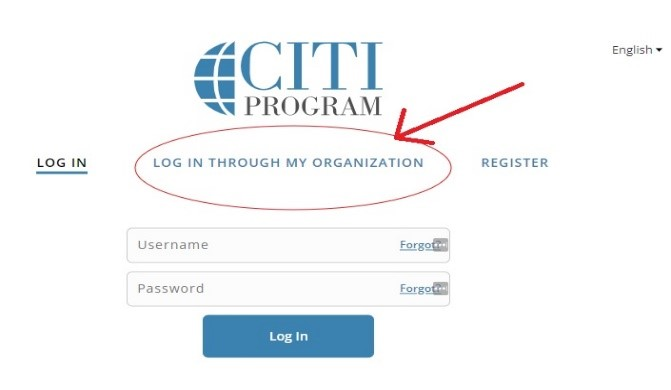 CITI
English
PROGRAM
LOG IN
LOG IN THROUGH MY ORGANIZATION
REGISTER
Username
Forgot
Password
Forgot
Log In